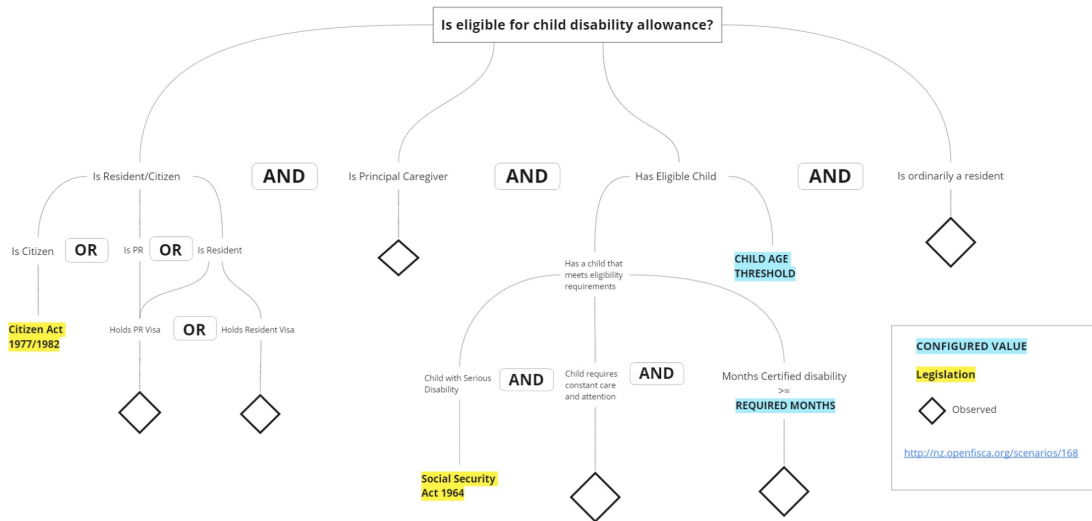 Is eligible for child disability allowance?
Is Resident/Citizen
AND
Is Principal Caregiver
AND
Has Eligible Child
AND
Is ordinarily a resident
Is Citizen
OR
Is PR
OR
Is Resident
CHILD AGE
THRESHOLD
Has a child that
meets eligibility
requirements
Citizen Act
1977/1982
Holds PR Visa
OR
Holds Resident Visa
Child with Serious
Disability
AND
Child requires
constant care
and attention
AND
Months Certified disability
>=
REQUIRED MONTHS
Social Security
Act 1964
CONFIGURED VALUE
Legislation
Observed
http://nz.openfisca.org/scenarios/168